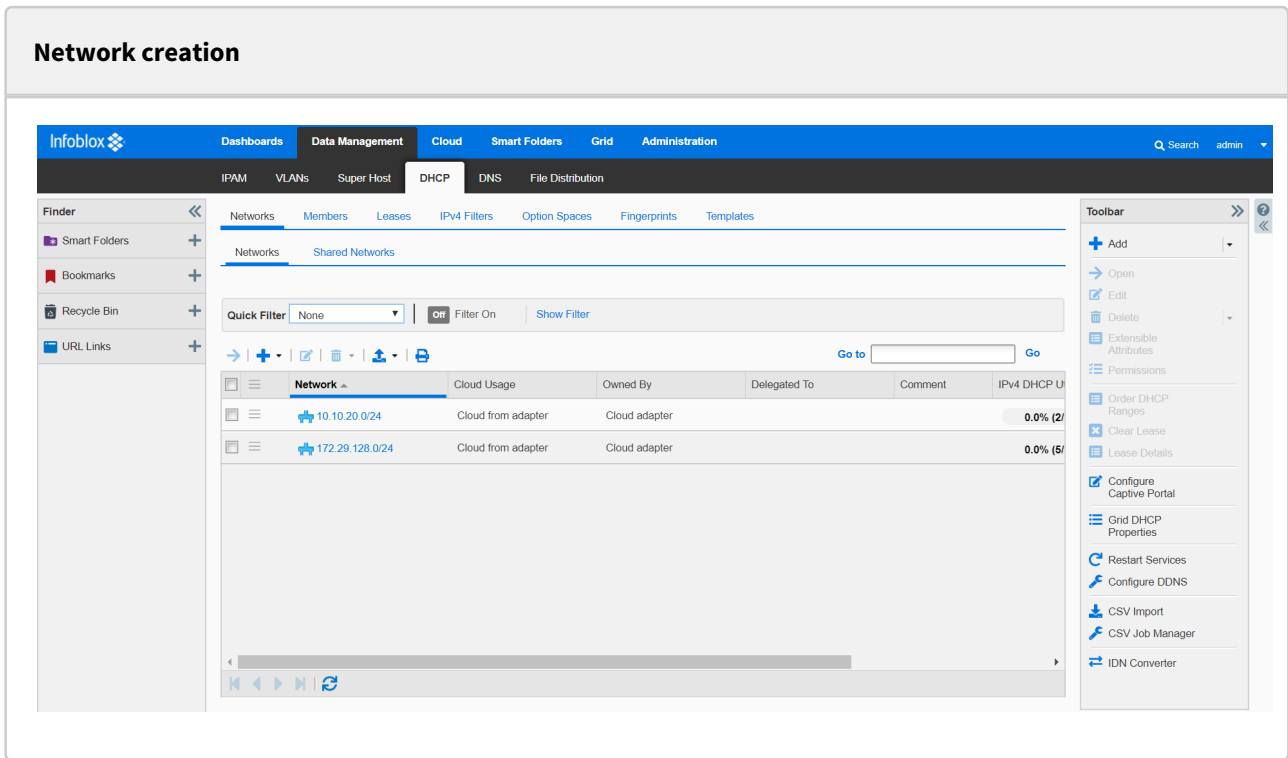 Network creation
Infoblox
Dashboards Data Management Cloud Smart Folders Grid Administration
Search admin
IPAM VLANs Super Host DHCP DNS File Distribution
Finder
Smart Folders
Bookmarks
Recycle Bin
URL Links
Networks Members Leases IPv4 Filters Option Spaces Fingerprints Templates
Networks Shared Networks
Quick Filter None Off Filter On Show Filter
Go to Go
Network Cloud Usage Owned By Delegated To Comment IPv4 DHCP U
10.10.20.0/24 Cloud from adapter Cloud adapter 0.0% (2/
172.29.128.0/24 Cloud from adapter Cloud adapter 0.0% (5/
Toolbar
Add
Open
Edit
Delete
Extensible
Attributes
Permissions
Order DHCP
Ranges
Clear Lease
Lease Details
Configure
Captive Portal
Grid DHCP
Properties
Restart Services
Configure DDNS
CSV Import
CSV Job Manager
IDN Converter